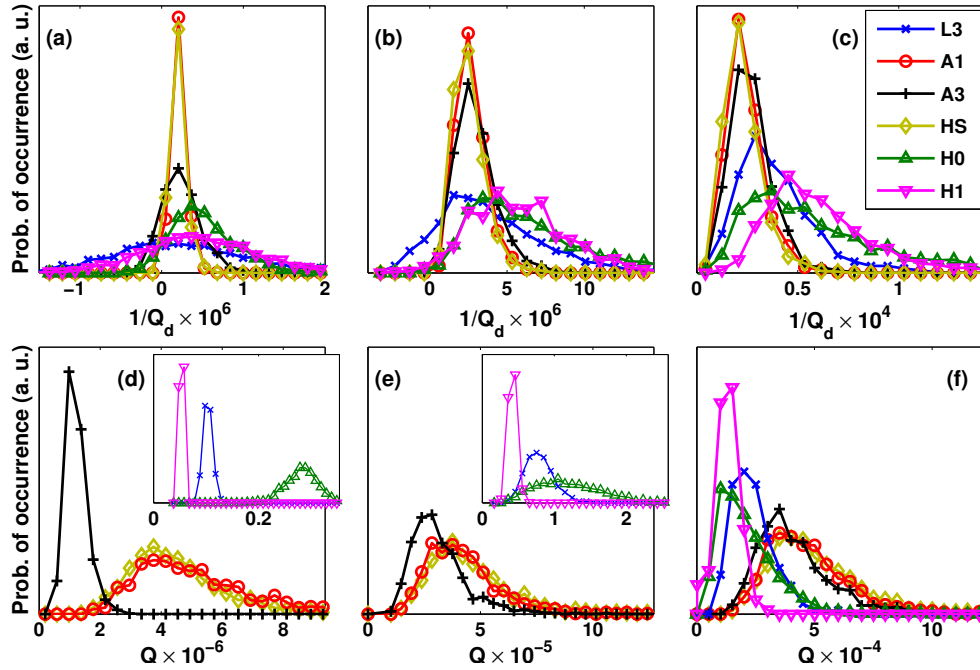 Prob. of occurrence (a. u.)
(a)
(b)
(c)
L3
A1
A3
HS
H0
H1
−1 0 1 2
0 5 10
0 0.5 1
1/Q_d × 10^6
1/Q_d × 10^6
1/Q_d × 10^4
Prob. of occurrence (a. u.)
(d)
(e)
(f)
0 0.2
0 1 2
0 2 4 6 8
0 5 10
0 5 10
Q × 10^-6
Q × 10^-5
Q × 10^-4